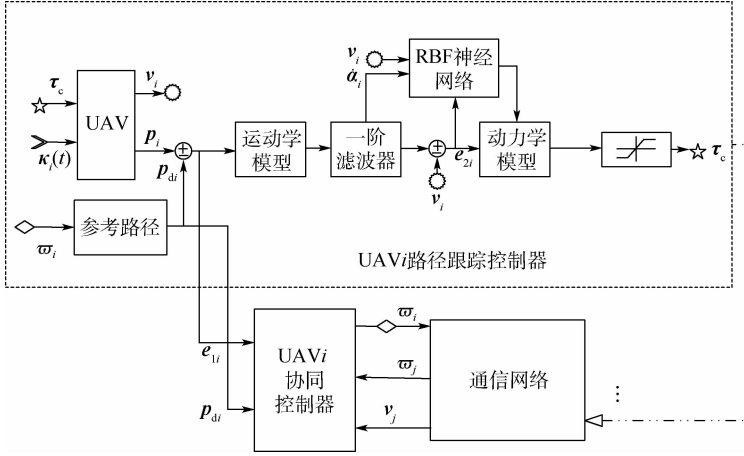 τc
κi(t)
UAV
vi
pi
pdi
ϖi
参考路径
运动学
模型
一阶
滤波器
vi
α̇i
RBF神经
网络
e2i
vi
动力学
模型
τc
UAVi路径跟踪控制器
e1i
pdi
UAVi
协同
控制器
ϖi
ϖj
vj
通信网络
⋮